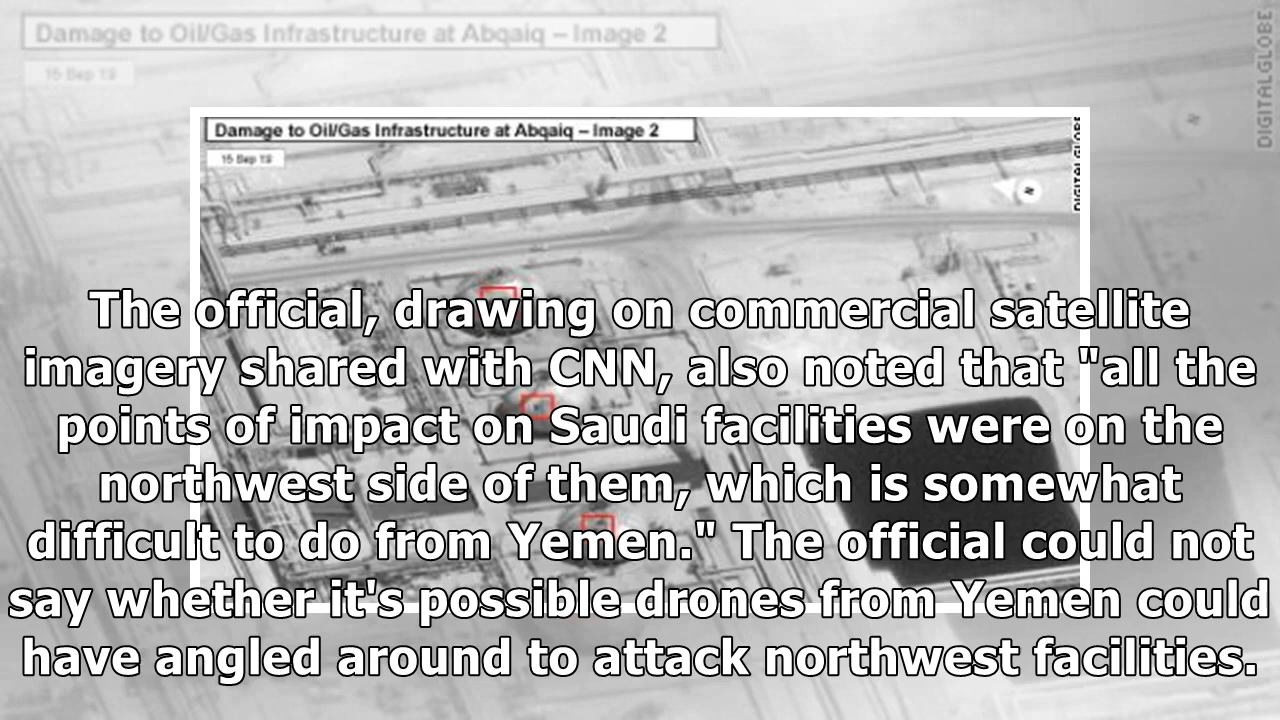 Damage to Oil/Gas Infrastructure at Abqaiq – Image 2
15 Sep 19
DIGITALGLOBE
N
Damage to Oil/Gas Infrastructure at Abqaiq – Image 2
15 Sep 19
DIGITALGLOBE
N
The official, drawing on commercial satellite
imagery shared with CNN, also noted that "all the
points of impact on Saudi facilities were on the
northwest side of them, which is somewhat
difficult to do from Yemen." The official could not
say whether it's possible drones from Yemen could
have angled around to attack northwest facilities.